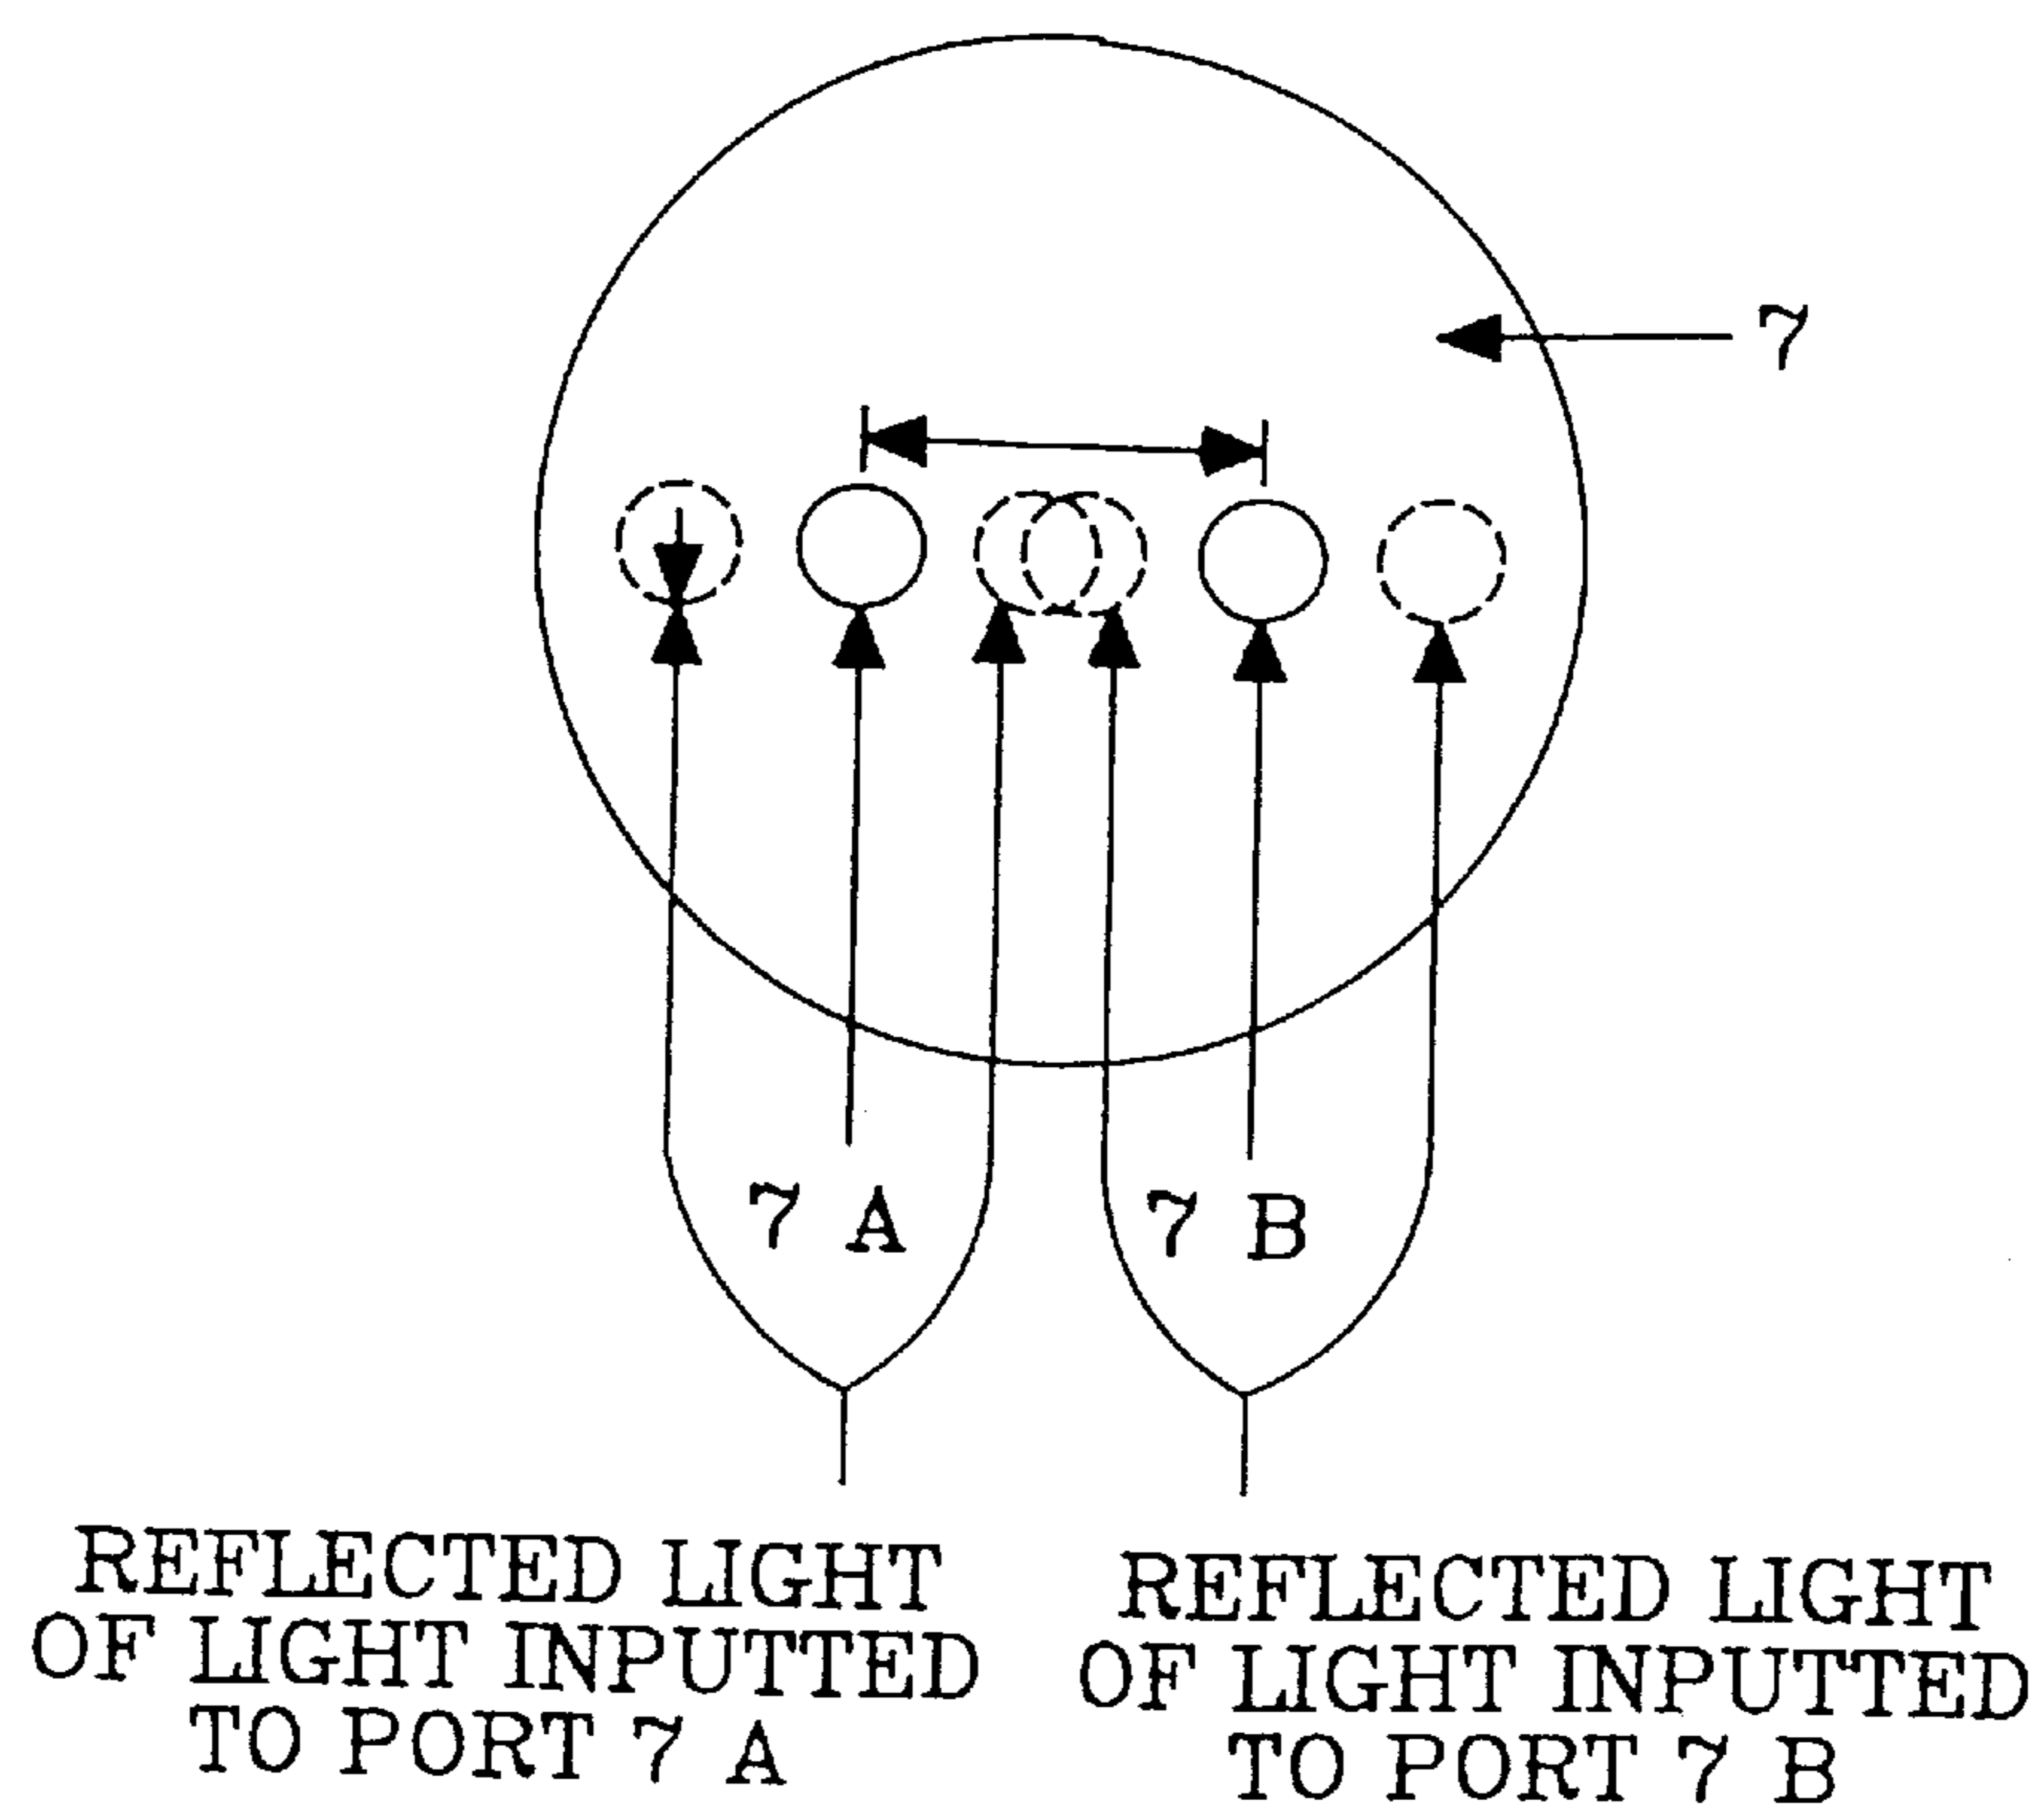 7
7 A
7 B
REFLECTED LIGHT
OF LIGHT INPUTTED
TO PORT 7 A
REFLECTED LIGHT
OF LIGHT INPUTTED
TO PORT 7 B